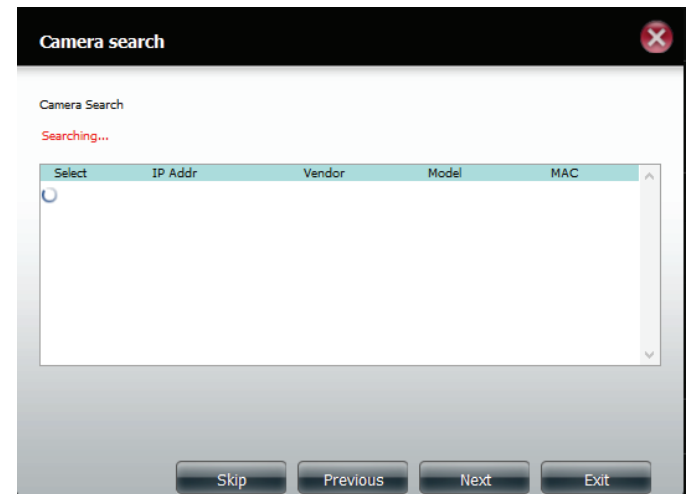 Camera search
Camera Search
Searching...
Select IP Addr Vendor Model MAC
Skip Previous Next Exit